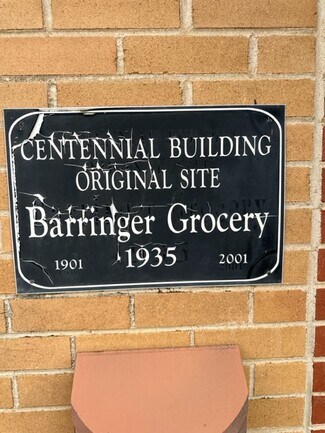 CENTENNIAL BUILDING
ORIGINAL SITE
Barringer Grocery
1901 1935 2001